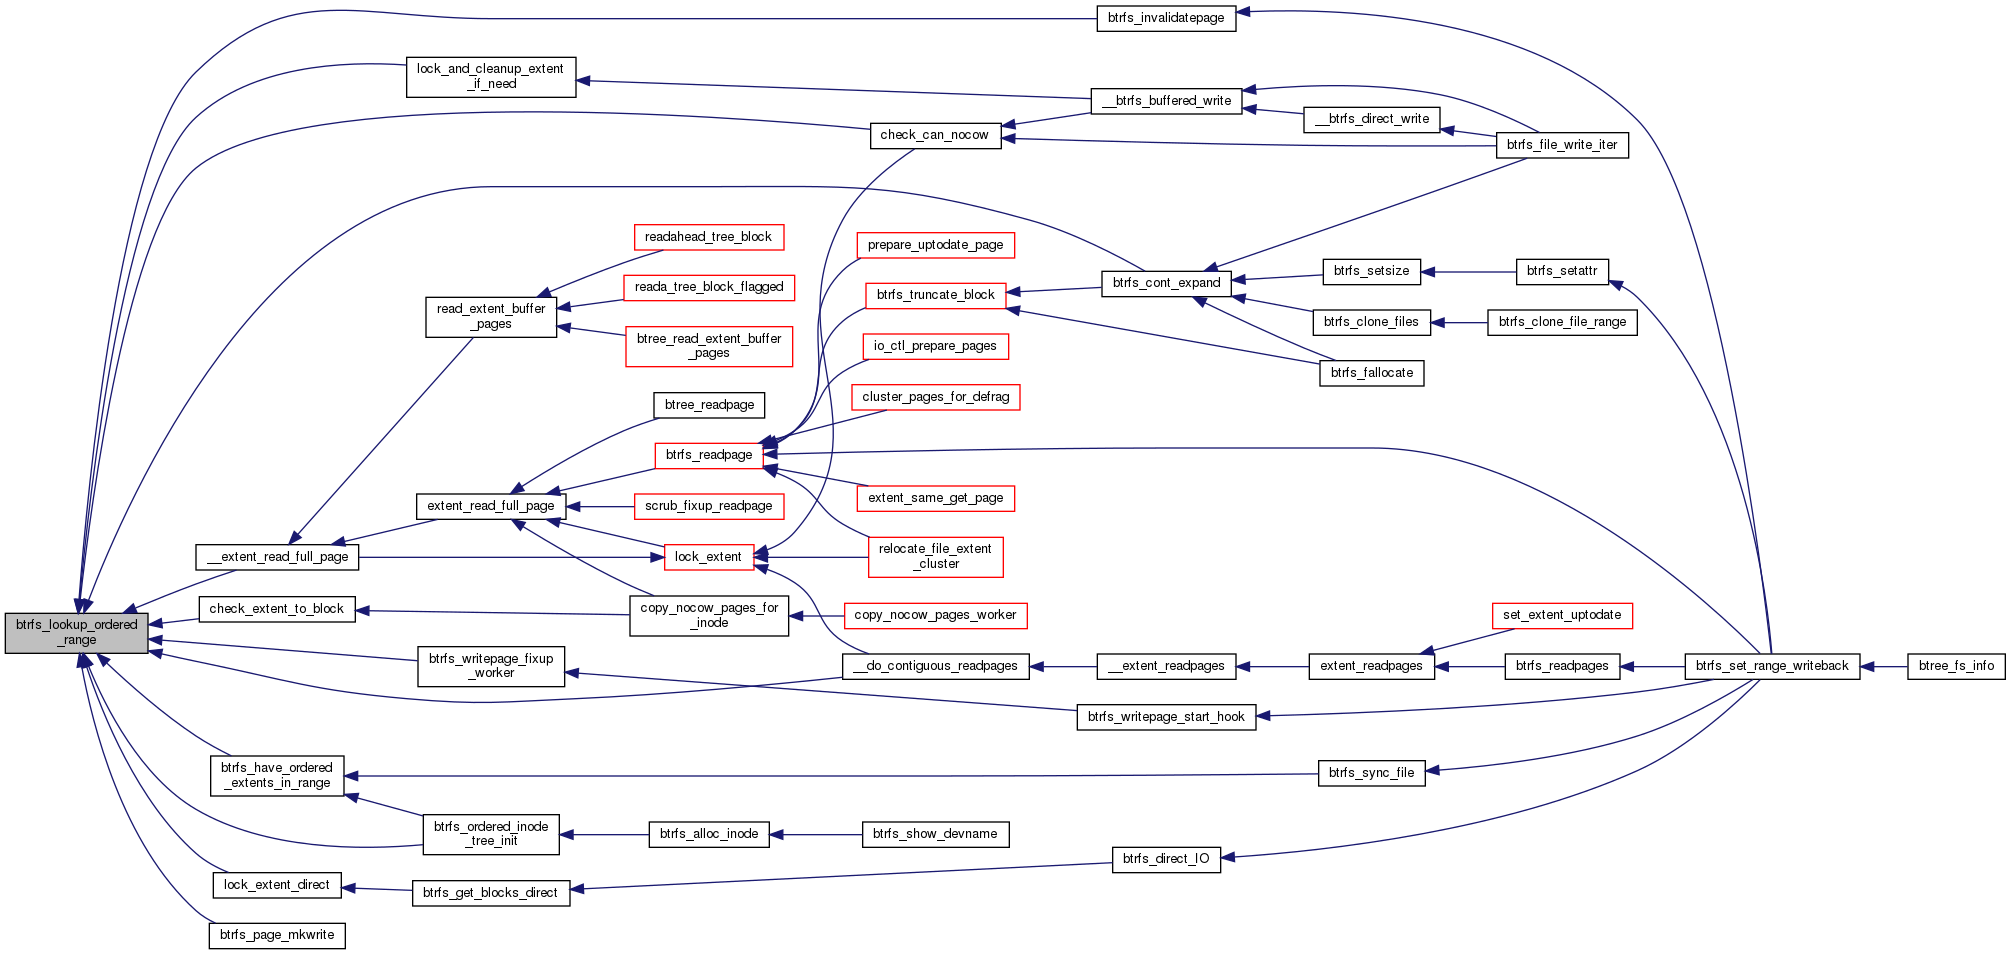 btrfs_invalidatepage
lock_and_cleanup_extent
_if_need
__btrfs_buffered_write
__btrfs_direct_write
check_can_nocow
btrfs_file_write_iter
readahead_tree_block
prepare_uptodate_page
btrfs_setsize
btrfs_setattr
reada_tree_block_flagged
btrfs_truncate_block
btrfs_cont_expand
read_extent_buffer
_pages
btrfs_clone_files
btrfs_clone_file_range
btree_read_extent_buffer
_pages
io_ctl_prepare_pages
btrfs_fallocate
btree_readpage
cluster_pages_for_defrag
btrfs_readpage
extent_same_get_page
extent_read_full_page
scrub_fixup_readpage
__extent_read_full_page
lock_extent
relocate_file_extent
_cluster
check_extent_to_block
copy_nocow_pages_for
_inode
copy_nocow_pages_worker
set_extent_uptodate
btrfs_lookup_ordered
_range
btrfs_writepage_fixup
_worker
__do_contiguous_readpages
__extent_readpages
extent_readpages
btrfs_readpages
btrfs_set_range_writeback
btree_fs_info
btrfs_writepage_start_hook
btrfs_have_ordered
_extents_in_range
btrfs_sync_file
btrfs_ordered_inode
_tree_init
btrfs_alloc_inode
btrfs_show_devname
btrfs_direct_IO
lock_extent_direct
btrfs_get_blocks_direct
btrfs_page_mkwrite